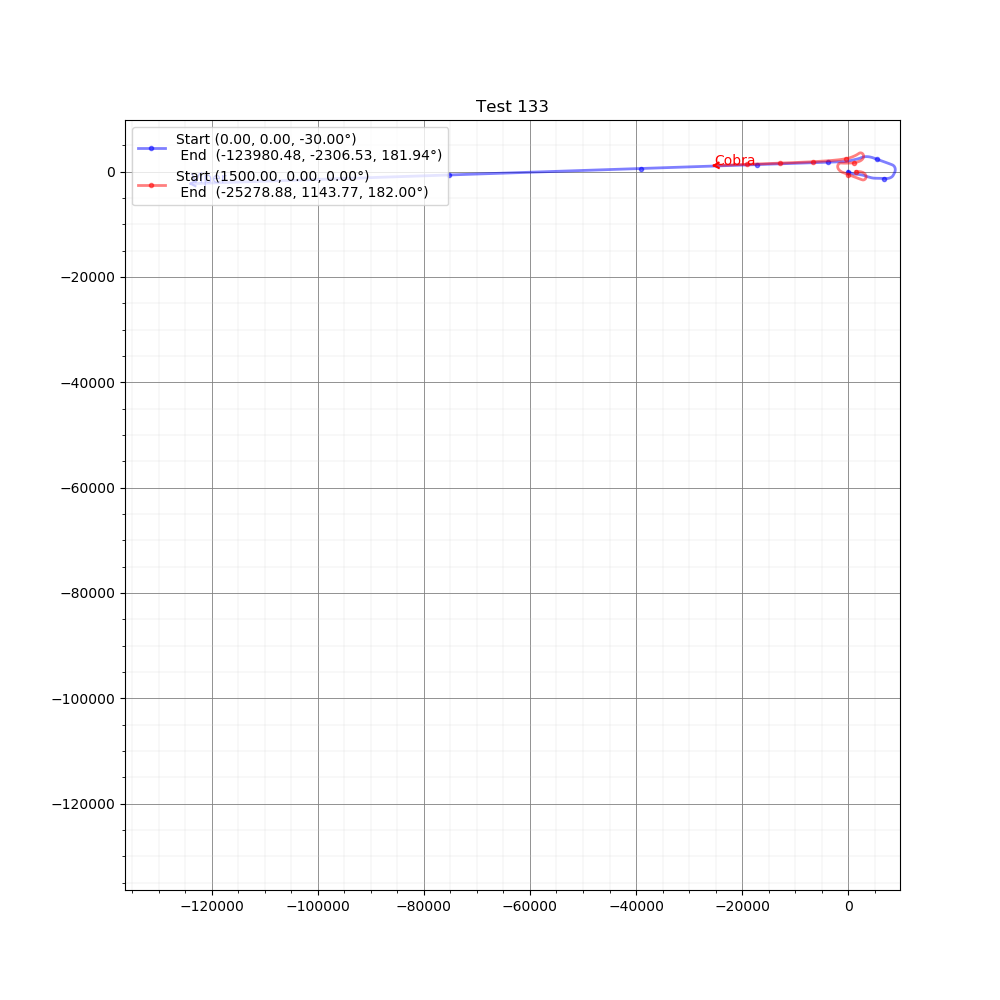 Test 133
Start (0.00, 0.00, -30.00°)
End (-123980.48, -2306.53, 181.94°)
Start (1500.00, 0.00, 0.00°)
End (-25278.88, 1143.77, 182.00°)
Cobra
0
−20000
−40000
−60000
−80000
−100000
−120000
−120000 −100000 −80000 −60000 −40000 −20000 0